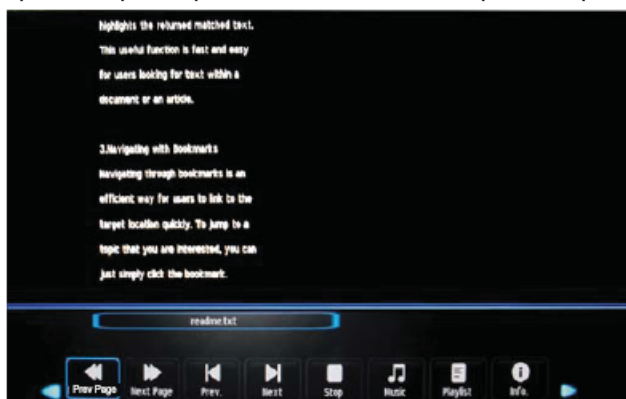 highlights the returned matched text.
This useful function is fast and easy
for users looking for text within a
document or an article.
3.Navigating with Bookmarks
Navigating through bookmarks is an
efficient way for users to link to the
target location quickly. To jump to a
topic that you are interested, you can
just simply click the bookmark.
readme.txt
Prev Page Next Page Prev. Next Stop Music Playlist Info.